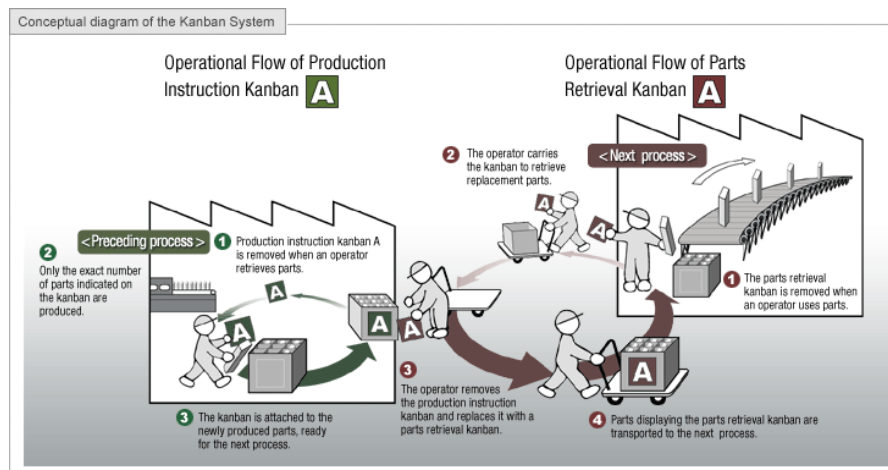 Conceptual diagram of the Kanban System
Operational Flow of Production
Instruction Kanban A
Operational Flow of Parts
Retrieval Kanban A
2 The operator carries
the kanban to retrieve
replacement parts.
<Next process>
A
A
1 The parts retrieval
kanban is removed when
an operator uses parts.
<Preceding process>
1 Production instruction kanban A
is removed when an operator
retrieves parts.
2
Only the exact number
of parts indicated on
the kanban are
produced.
A
A
A
A
3 The kanban is attached to the
newly produced parts, ready
for the next process.
3
The operator removes
the production instruction
kanban and replaces it with a
parts retrieval kanban.
A
4 Parts displaying the parts retrieval kanban are
transported to the next process.